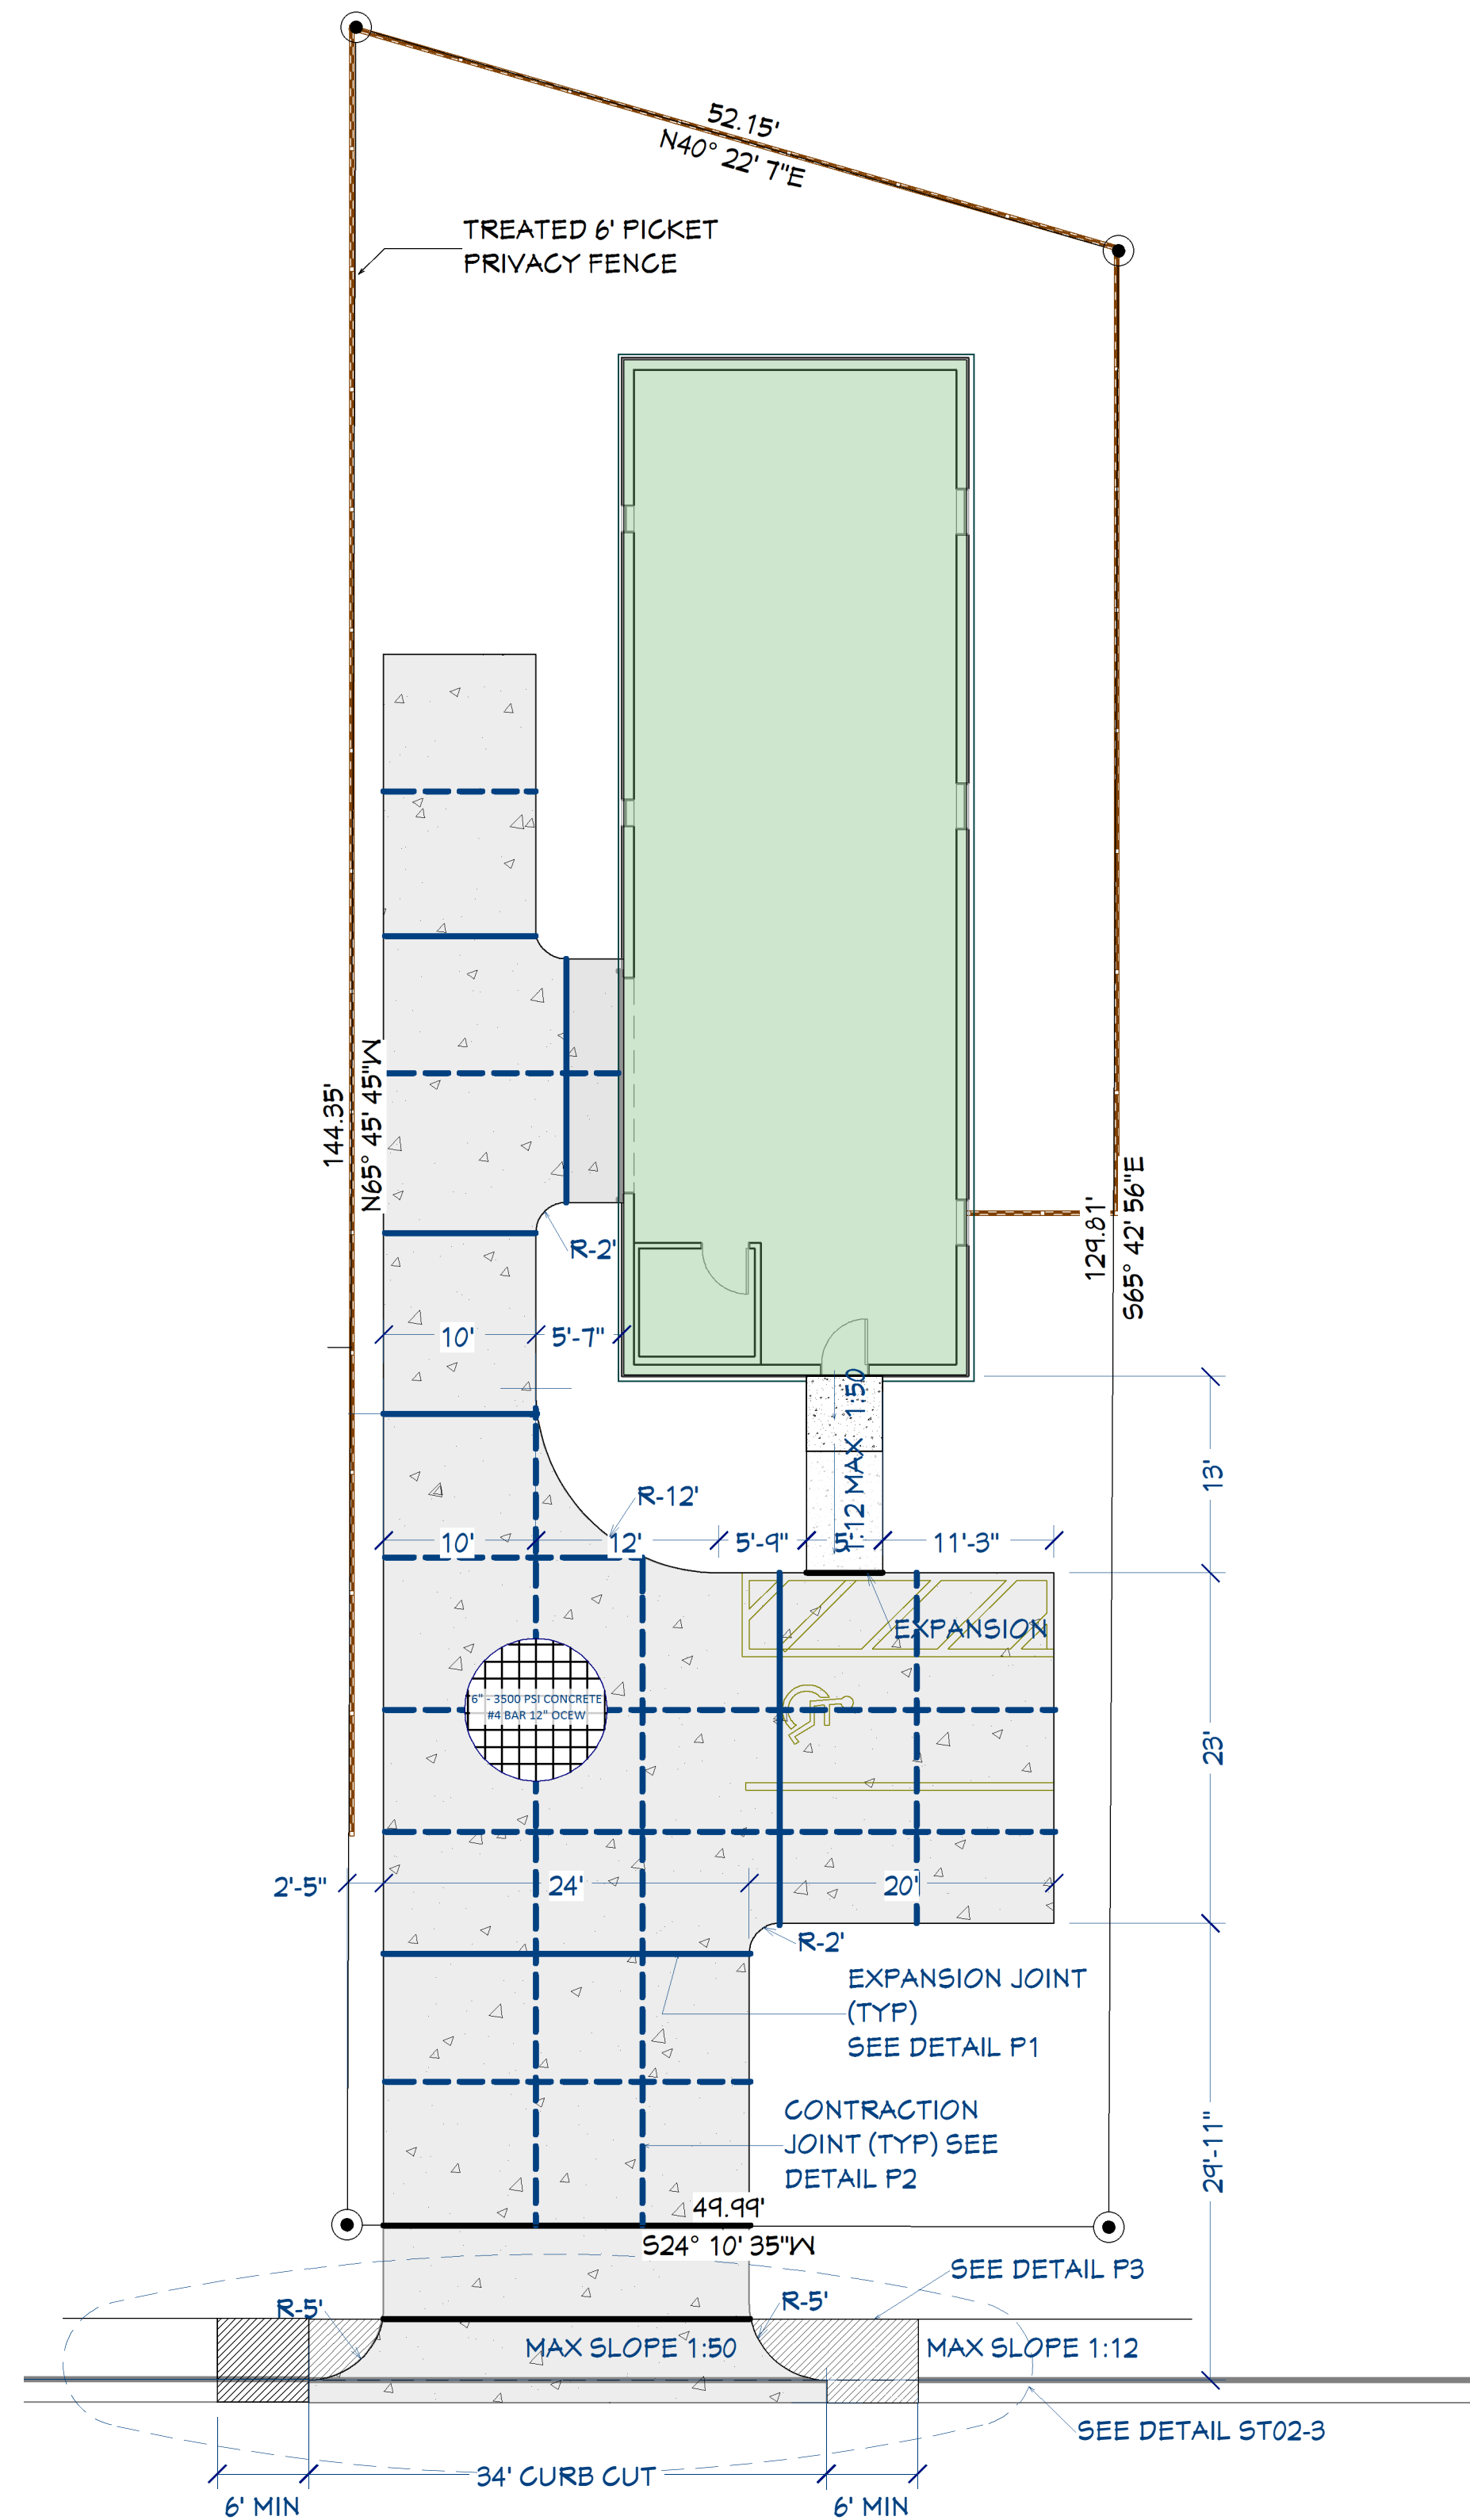 52.15'
N40° 22' 7"E
TREATED 6' PICKET
PRIVACY FENCE
144.35'
N65° 45' 45"W
129.81'
S65° 42' 56"E
R-2'
10'
5'-7"
1:50
1:12 MAX
13'
R-12'
10'
12'
5'-9"
5'
11'-3"
EXPANSION
6" - 3500 PSI CONCRETE
#4 BAR 12" OCEW
23'
2'-5"
24'
20'
R-2'
EXPANSION JOINT
(TYP)
SEE DETAIL P1
CONTRACTION
JOINT (TYP) SEE
DETAIL P2
29'-11"
49.99'
S24° 10' 35"W
SEE DETAIL P3
R-5'
R-5'
MAX SLOPE 1:50
MAX SLOPE 1:12
SEE DETAIL ST02-3
34' CURB CUT
6' MIN
6' MIN